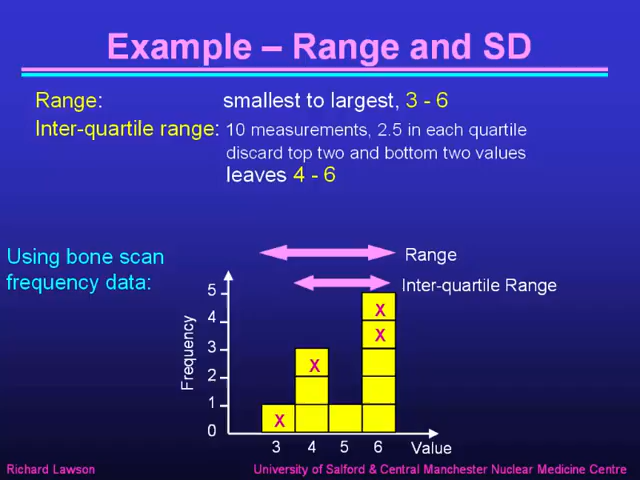 Example – Range and SD
Range: smallest to largest, 3 - 6
Inter-quartile range: 10 measurements, 2.5 in each quartile
discard top two and bottom two values
leaves 4 - 6
Using bone scan
frequency data:
Range
Inter-quartile Range
Frequency
5
4
3
2
1
0
X
X
X
X
3 4 5 6 Value
Richard Lawson University of Salford & Central Manchester Nuclear Medicine Centre